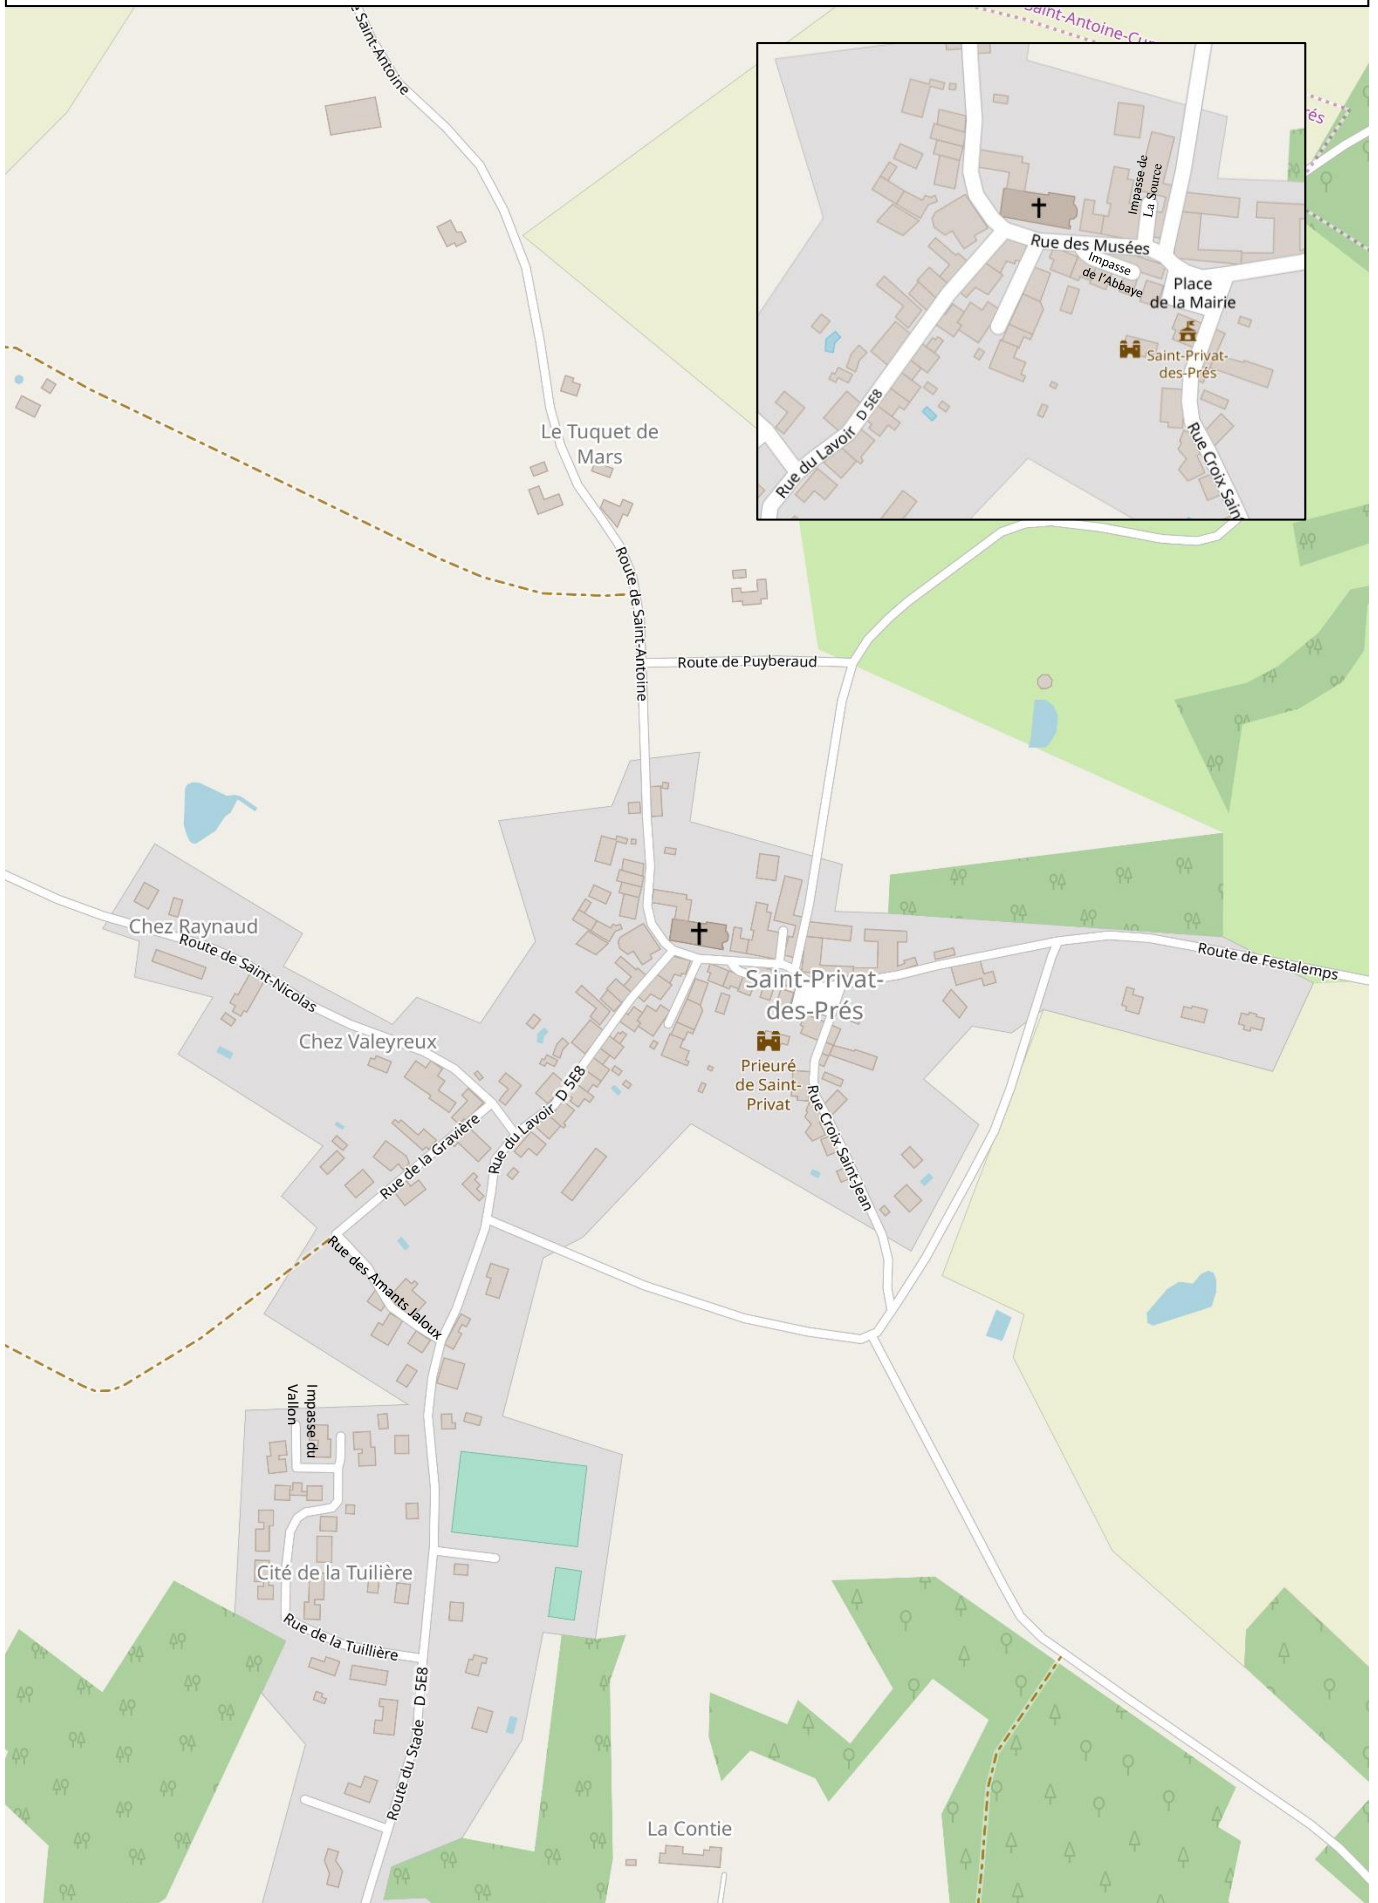 Saint-Antoine-Cu
e Saint-Antoine
rés
Impasse de
La Source
Rue des Musées
Impasse
de l'Abbaye
Place
de la Mairie
Saint-Privat-
des-Prés
D 5E8
Rue du Lavoir
Rue Croix Sain
Le Tuquet de
Mars
Route de Saint-Antoine
Route de Puyberaud
Chez Raynaud
Route de Saint-Nicolas
Route de Festalemps
Saint-Privat-
des-Prés
Chez Valeyreux
Prieuré
de Saint-
Privat
D 5E8
Rue du Lavoir
Rue Croix Saint-Jean
Rue de la Gravière
Rue des Amants Jaloux
Impasse du
Vallon
Cité de la Tuilière
Rue de la Tuillière
D 5E8
Route du Stade
La Contie